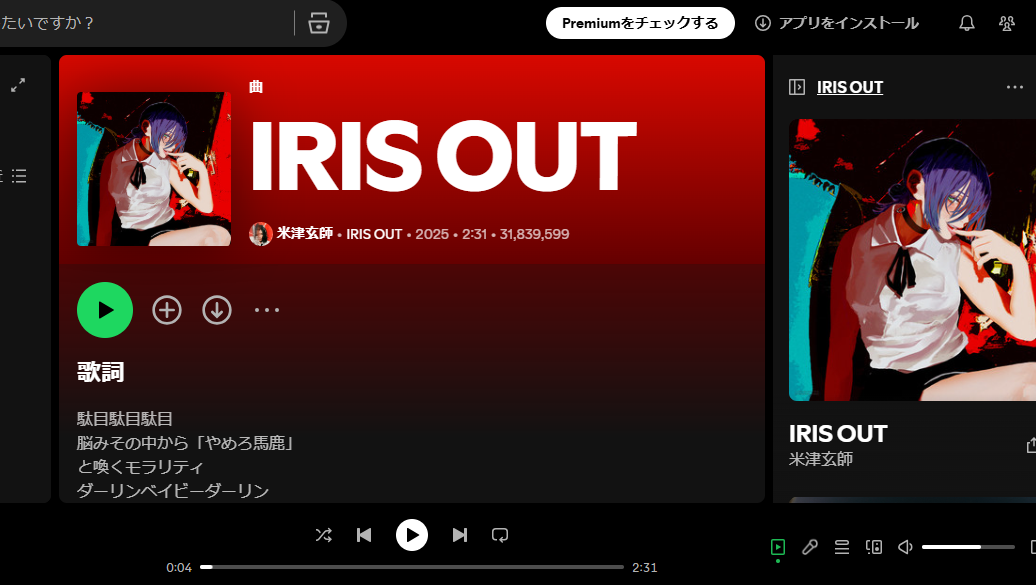 たいですか？
Premiumをチェックする
アプリをインストール
曲
IRIS OUT
米津玄師 • IRIS OUT • 2025 • 2:31 • 31,839,599
歌詞
駄目駄目駄目
脳みその中から「やめろ馬鹿」
と喚くモラリティ
ダーリンベイビーダーリン
IRIS OUT
IRIS OUT
米津玄師
0:04
2:31